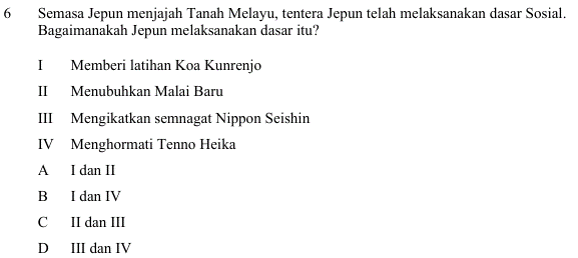 6 Semasa Jepun menjajah Tanah Melayu, tentera Jepun telah melaksanakan dasar Sosial.
Bagaimanakah Jepun melaksanakan dasar itu?
I Memberi latihan Koa Kunrenjo
II Menubuhkan Malai Baru
III Mengikatkan semnagat Nippon Seishin
IV Menghormati Tenno Heika
A I dan II
B I dan IV
C II dan III
D III dan IV